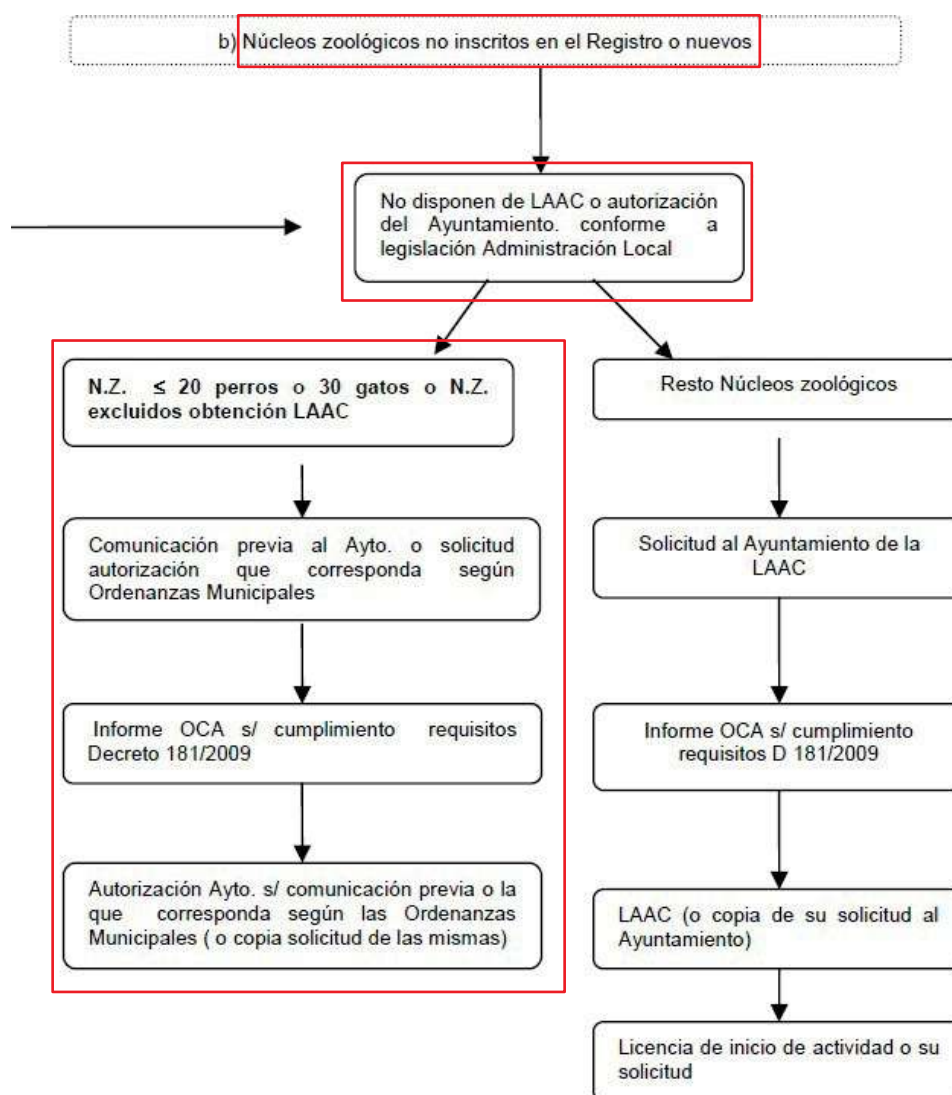 b) Núcleos zoológicos no inscritos en el Registro o nuevos
No disponen de LAAC o autorización
del Ayuntamiento. conforme a
legislación Administración Local
N.Z. ≤ 20 perros o 30 gatos o N.Z.
excluidos obtención LAAC
Comunicación previa al Ayto. o solicitud
autorización que corresponda según
Ordenanzas Municipales
Informe OCA s/ cumplimiento requisitos
Decreto 181/2009
Autorización Ayto. s/ comunicación previa o la
que corresponda según las Ordenanzas
Municipales ( o copia solicitud de las mismas)
Resto Núcleos zoológicos
Solicitud al Ayuntamiento de la
LAAC
Informe OCA s/ cumplimiento
requisitos D 181/2009
LAAC (o copia de su solicitud al
Ayuntamiento)
Licencia de inicio de actividad o su
solicitud